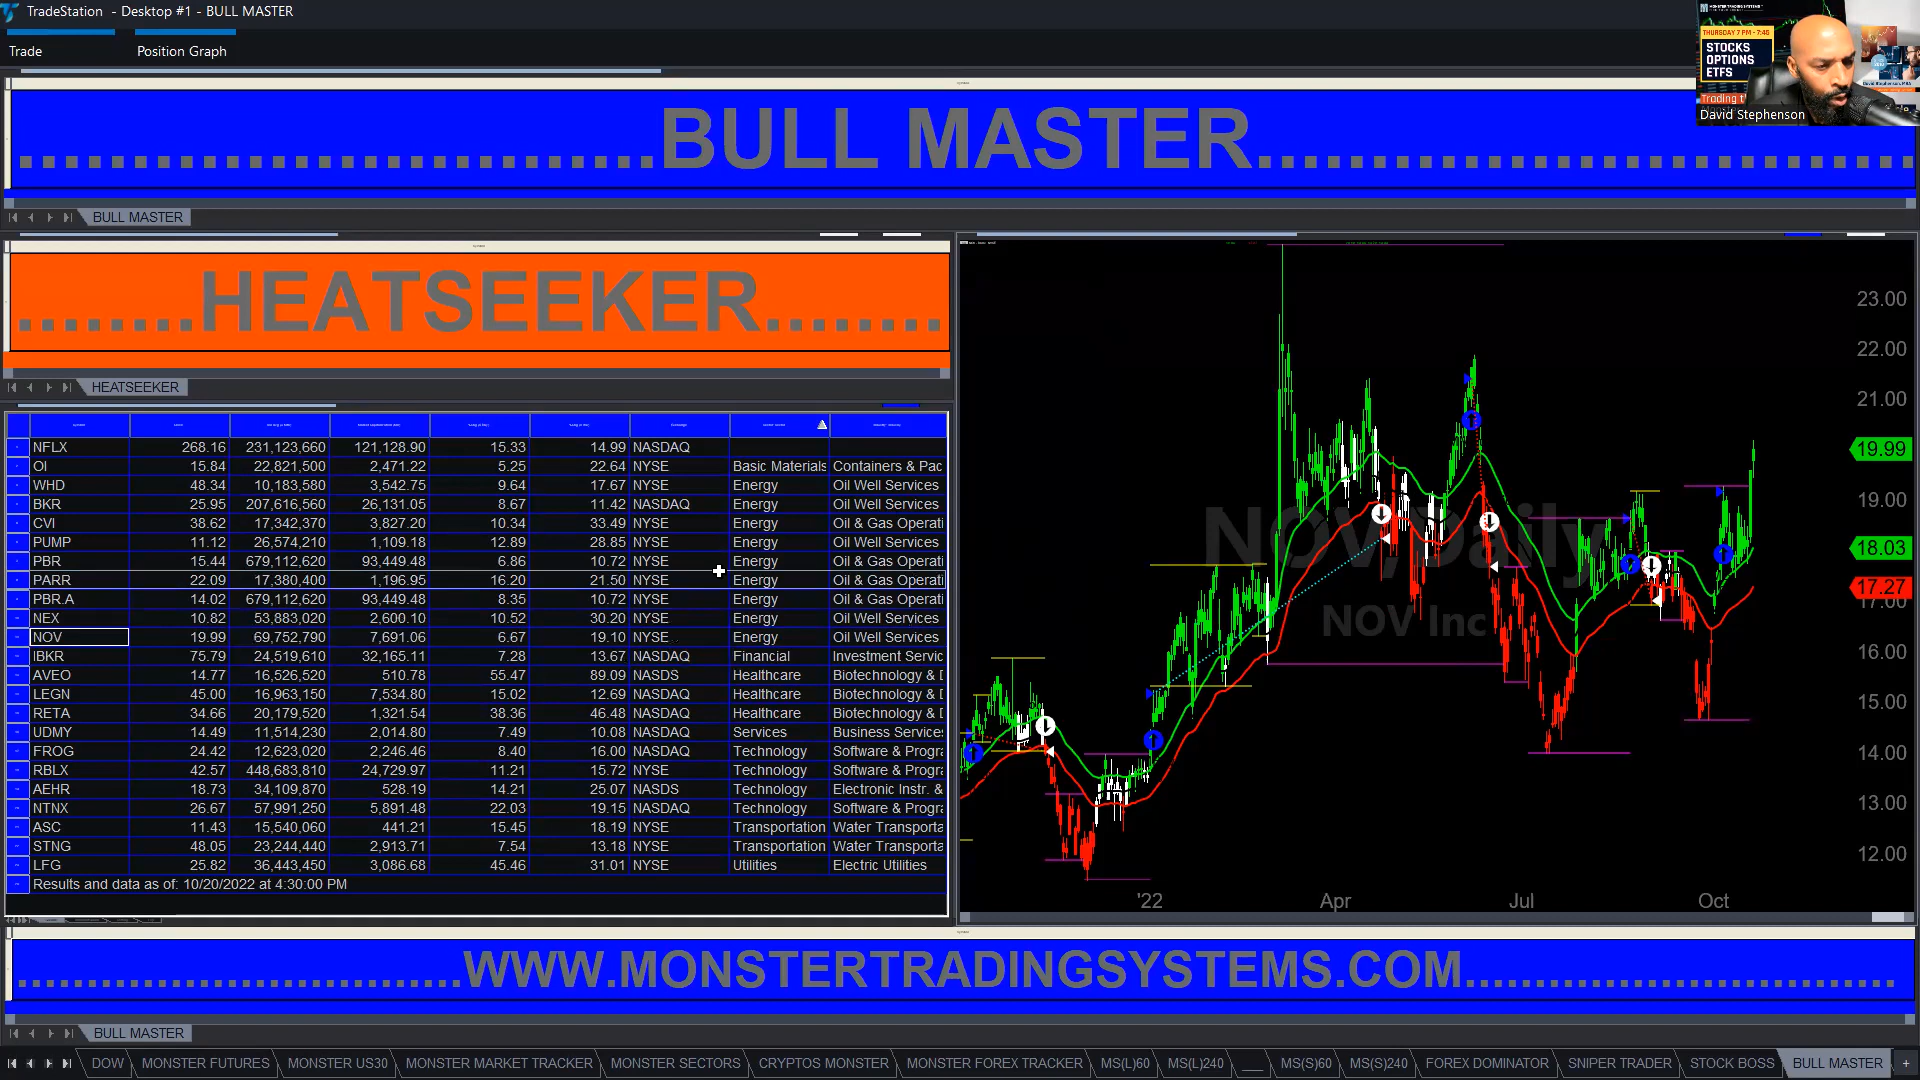 TradeStation - Desktop #1 - BULL MASTER
Trade Position Graph
THURSDAY 7 PM - 7:45
STOCKS
OPTIONS
ETFS
David Stephenson
BULL MASTER
BULL MASTER
HEATSEEKER
HEATSEEKER
NFLX 268.16 231,123,660 121,128.90 15.33 14.99 NASDAQ
OI 15.84 22,821,500 2,471.22 5.25 22.64 NYSE Basic Materials Containers & Pac
WHD 48.34 10,183,580 3,542.75 9.64 17.67 NYSE Energy Oil Well Services
BKR 25.95 207,616,560 26,131.05 8.67 11.42 NASDAQ Energy Oil Well Services
CVI 38.62 17,342,370 3,827.20 10.34 33.49 NYSE Energy Oil & Gas Operati
PUMP 11.12 26,574,210 1,109.18 12.89 28.85 NYSE Energy Oil Well Services
PBR 15.44 679,112,620 93,449.48 6.86 10.72 NYSE Energy Oil & Gas Operati
PARR 22.09 17,380,400 1,196.95 16.20 21.50 NYSE Energy Oil & Gas Operati
PBR.A 14.02 679,112,620 93,449.48 8.35 10.72 NYSE Energy Oil & Gas Operati
NEX 10.82 53,883,020 2,600.10 10.52 30.20 NYSE Energy Oil Well Services
NOV 19.99 69,752,790 7,691.06 6.67 19.10 NYSE Energy Oil Well Services
IBKR 75.79 24,519,610 32,165.11 7.28 13.67 NASDAQ Financial Investment Servic
AVEO 14.77 16,526,520 510.78 55.47 89.09 NASDS Healthcare Biotechnology & D
LEGN 45.00 16,963,150 7,534.80 15.02 12.69 NASDAQ Healthcare Biotechnology & D
RETA 34.66 20,179,520 1,321.54 38.36 46.48 NASDAQ Healthcare Biotechnology & D
UDMY 14.49 11,514,230 2,014.80 7.49 10.08 NASDAQ Services Business Services
FROG 24.42 12,623,020 2,246.46 8.40 16.00 NASDAQ Technology Software & Progra
RBLX 42.57 448,683,810 24,729.97 11.21 15.72 NYSE Technology Software & Progra
AEHR 18.73 34,109,870 528.19 14.21 25.07 NASDS Technology Electronic Instr. &
NTNX 26.67 57,991,250 5,891.48 22.03 19.15 NASDAQ Technology Software & Progra
ASC 11.43 15,540,060 441.21 15.45 18.19 NYSE Transportation Water Transporta
STNG 48.05 23,244,440 2,913.71 7.54 13.18 NYSE Transportation Water Transporta
LFG 25.82 36,443,450 3,086.68 45.46 31.01 NYSE Utilities Electric Utilities
Results and data as of: 10/20/2022 at 4:30:00 PM
NOV,Daily
NOV Inc
23.00
22.00
21.00
19.99
19.00
18.03
17.27
17.00
16.00
15.00
14.00
13.00
12.00
'22 Apr Jul Oct
WWW.MONSTERTRADINGSYSTEMS.COM
BULL MASTER
DOW MONSTER FUTURES MONSTER US30 MONSTER MARKET TRACKER MONSTER SECTORS CRYPTOS MONSTER MONSTER FOREX TRACKER MS(L)60 MS(L)240 ___ MS(S)60 MS(S)240 FOREX DOMINATOR SNIPER TRADER STOCK BOSS BULL MASTER +